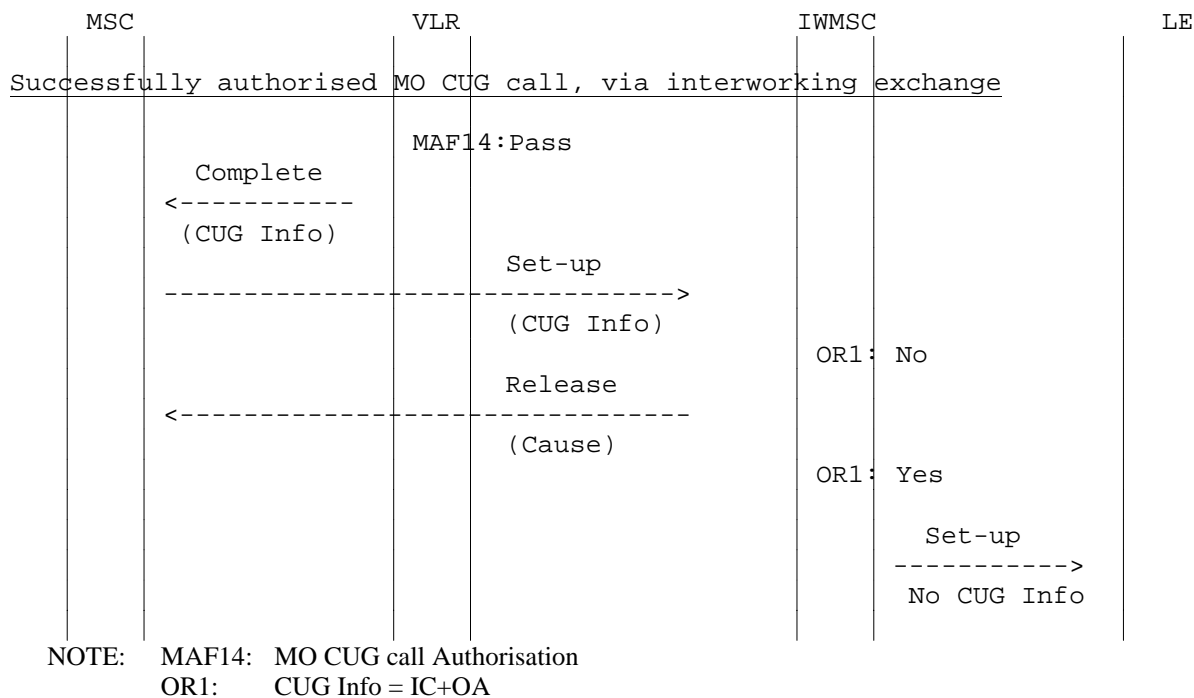 MSC VLR IWMSC LE
Successfully authorised MO CUG call, via interworking exchange
MAF14:Pass
Complete
<-----------
(CUG Info)
Set-up
-------------------------------->
(CUG Info)
OR1: No
Release
<--------------------------------
(Cause)
OR1: Yes
Set-up
----------->
No CUG Info
NOTE: MAF14: MO CUG call Authorisation
OR1: CUG Info = IC+OA